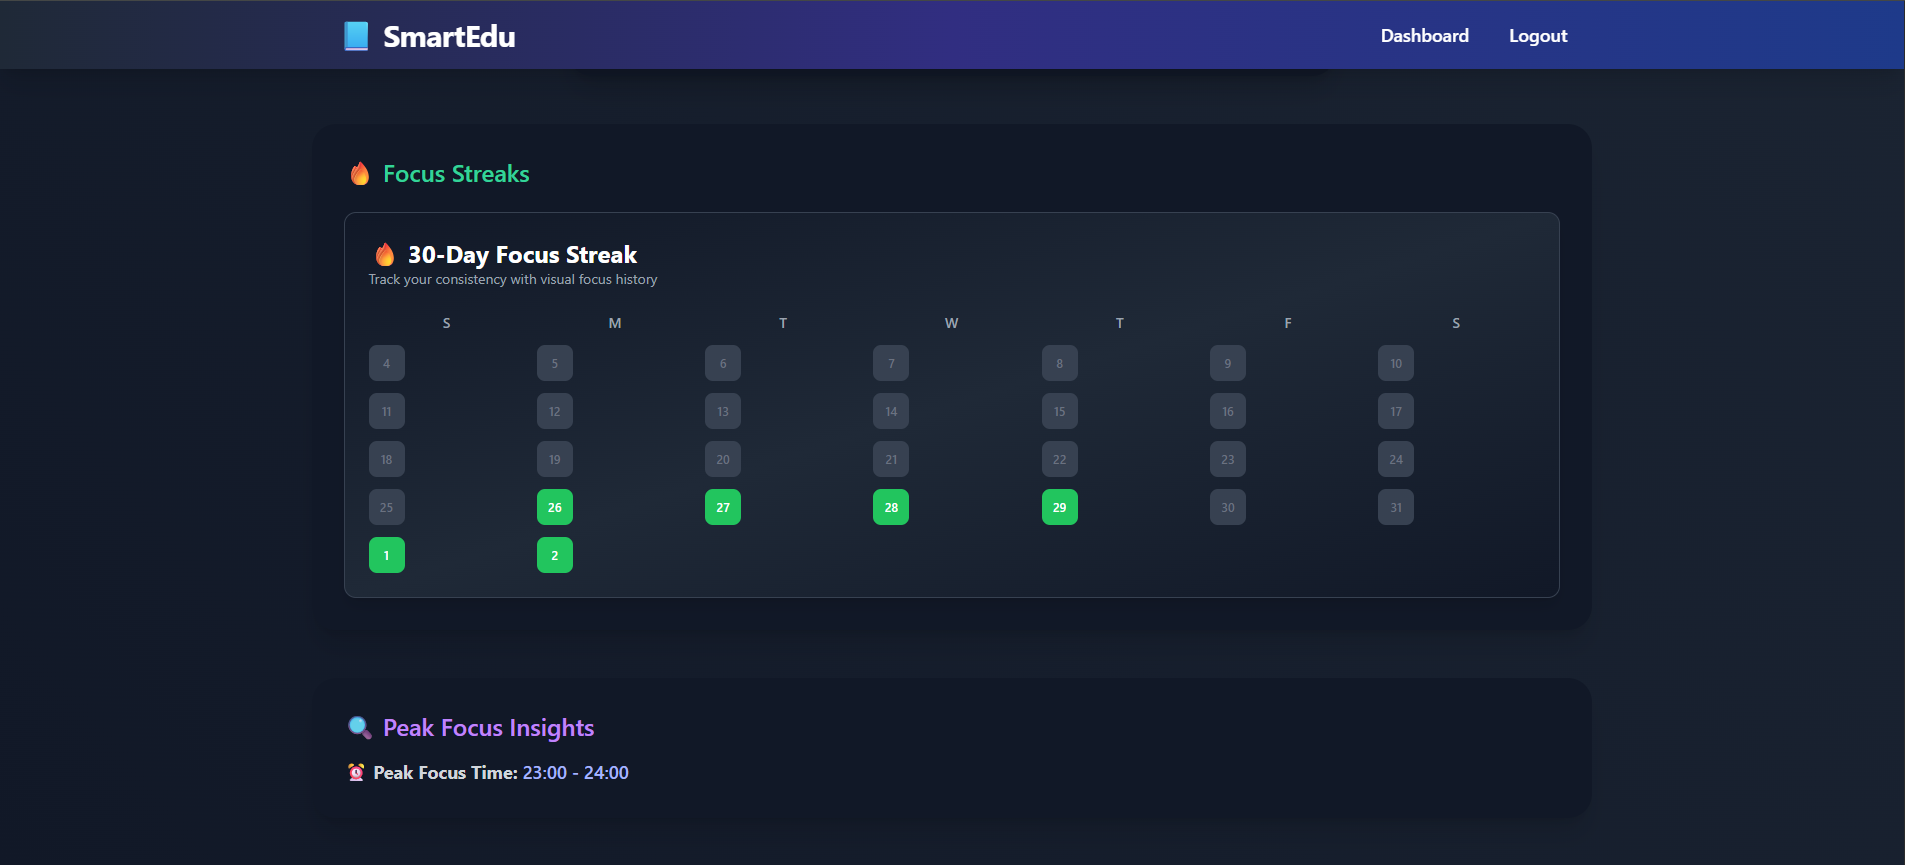 SmartEdu
Dashboard Logout
Focus Streaks
30-Day Focus Streak
Track your consistency with visual focus history
S M T W T F S
4 5 6 7 8 9 10
11 12 13 14 15 16 17
18 19 20 21 22 23 24
25 26 27 28 29 30 31
1 2
Peak Focus Insights
Peak Focus Time: 23:00 - 24:00